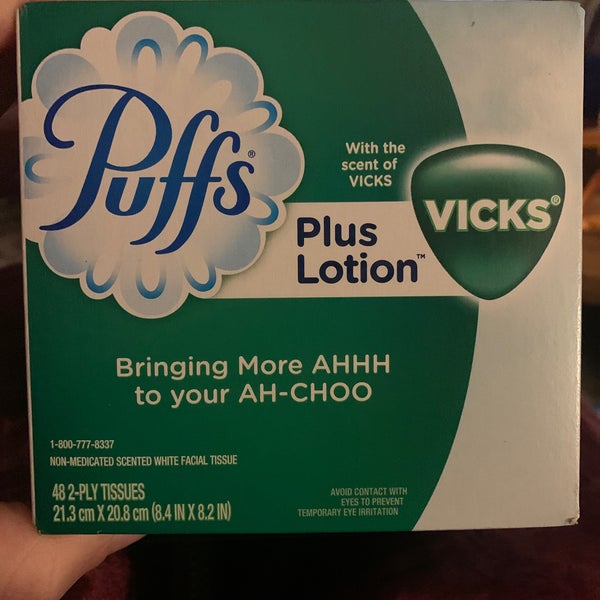 Puffs®
With the
scent of
VICKS
VICKS®
Plus
Lotion™
Bringing More AHHH
to your AH-CHOO
1-800-777-8337
NON-MEDICATED SCENTED WHITE FACIAL TISSUE
48 2-PLY TISSUES
21.3 cm X 20.8 cm (8.4 IN X 8.2 IN)
AVOID CONTACT WITH
EYES TO PREVENT
TEMPORARY EYE IRRITATION